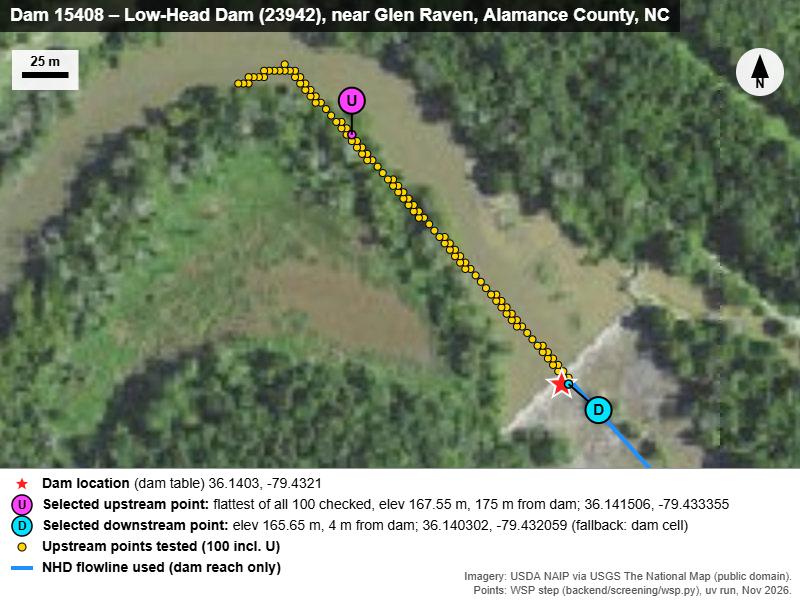 Dam 15408 – Low-Head Dam (23942), near Glen Raven, Alamance County, NC
25 m
N
U
D
Dam location (dam table) 36.1403, -79.4321
U Selected upstream point: flattest of all 100 checked, elev 167.55 m, 175 m from dam; 36.141506, -79.433355
D Selected downstream point: elev 165.65 m, 4 m from dam; 36.140302, -79.432059 (fallback: dam cell)
Upstream points tested (100 incl. U)
NHD flowline used (dam reach only)
Imagery: USDA NAIP via USGS The National Map (public domain).
Points: WSP step (backend/screening/wsp.py), uv run, Nov 2026.